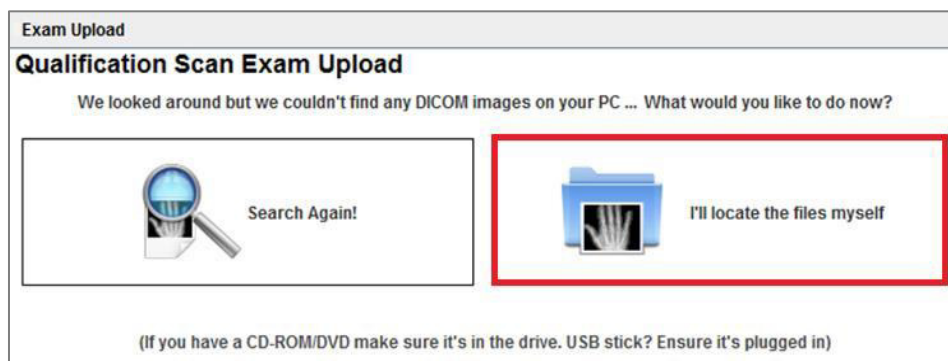 Exam Upload
Qualification Scan Exam Upload
We looked around but we couldn't find any DICOM images on your PC ... What would you like to do now?
Search Again!
I'll locate the files myself
(If you have a CD-ROM/DVD make sure it's in the drive. USB stick? Ensure it's plugged in)